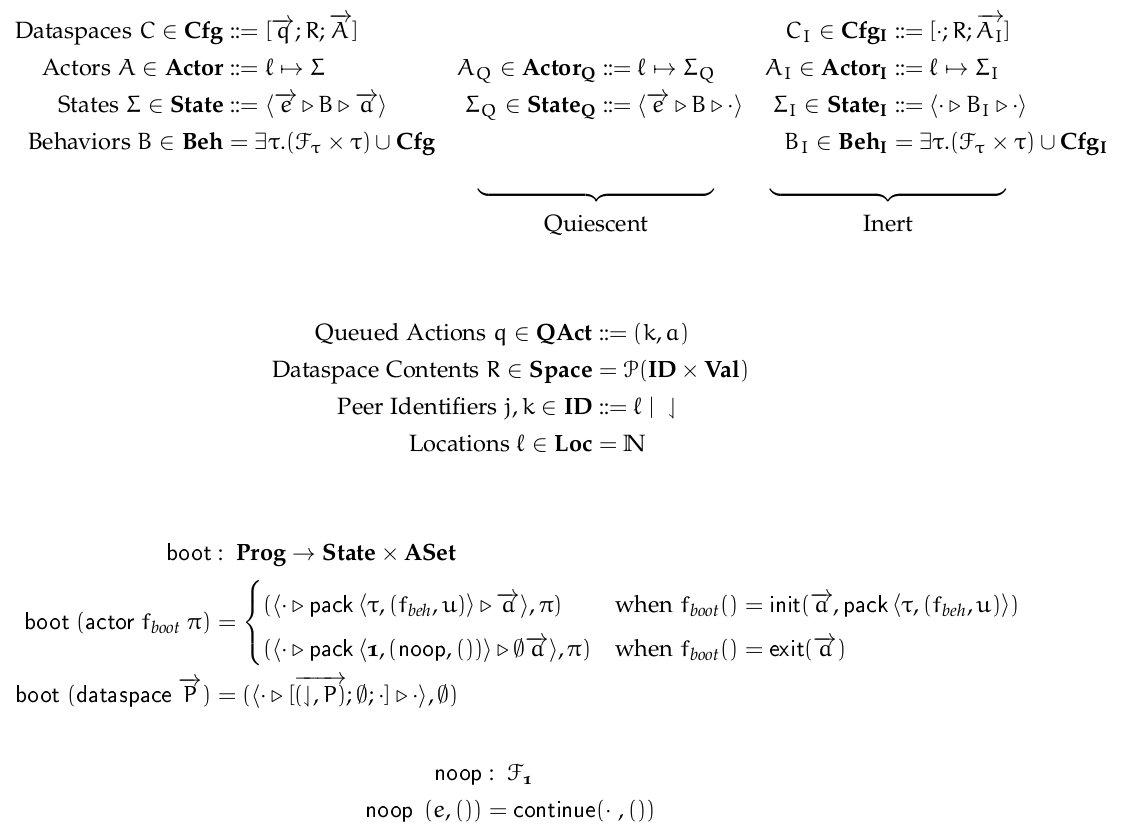 Dataspaces C ∈ Cfg ::= [q⃗; R; A⃗] C_I ∈ Cfg_I ::= [·; R; A⃗_I]
Actors A ∈ Actor ::= ℓ ↦ Σ A_Q ∈ Actor_Q ::= ℓ ↦ Σ_Q A_I ∈ Actor_I ::= ℓ ↦ Σ_I
States Σ ∈ State ::= ⟨e⃗ ▹ B ▹ a⃗⟩ Σ_Q ∈ State_Q ::= ⟨e⃗ ▹ B ▹ ·⟩ Σ_I ∈ State_I ::= ⟨· ▹ B_I ▹ ·⟩
Behaviors B ∈ Beh = ∃τ.(ℱ_τ × τ) ∪ Cfg B_I ∈ Beh_I = ∃τ.(ℱ_τ × τ) ∪ Cfg_I
Quiescent Inert
Queued Actions q ∈ QAct ::= (k, a)
Dataspace Contents R ∈ Space = 𝒫(ID × Val)
Peer Identifiers j, k ∈ ID ::= ℓ | ⇃
Locations ℓ ∈ Loc = ℕ
boot : Prog → State × ASet
boot (actor f_boot π) = { (⟨· ▹ pack ⟨τ, (f_beh, u)⟩ ▹ a⃗⟩, π) when f_boot() = init(a⃗, pack ⟨τ, (f_beh, u)⟩)
(⟨· ▹ pack ⟨1, (noop, ())⟩ ▹ ∅ a⃗⟩, π) when f_boot() = exit(a⃗)
boot (dataspace P⃗) = (⟨· ▹ [(⇃, P)⃗; ∅; ·] ▹ ·⟩, ∅)
noop : ℱ_1
noop (e, ()) = continue(· , ())